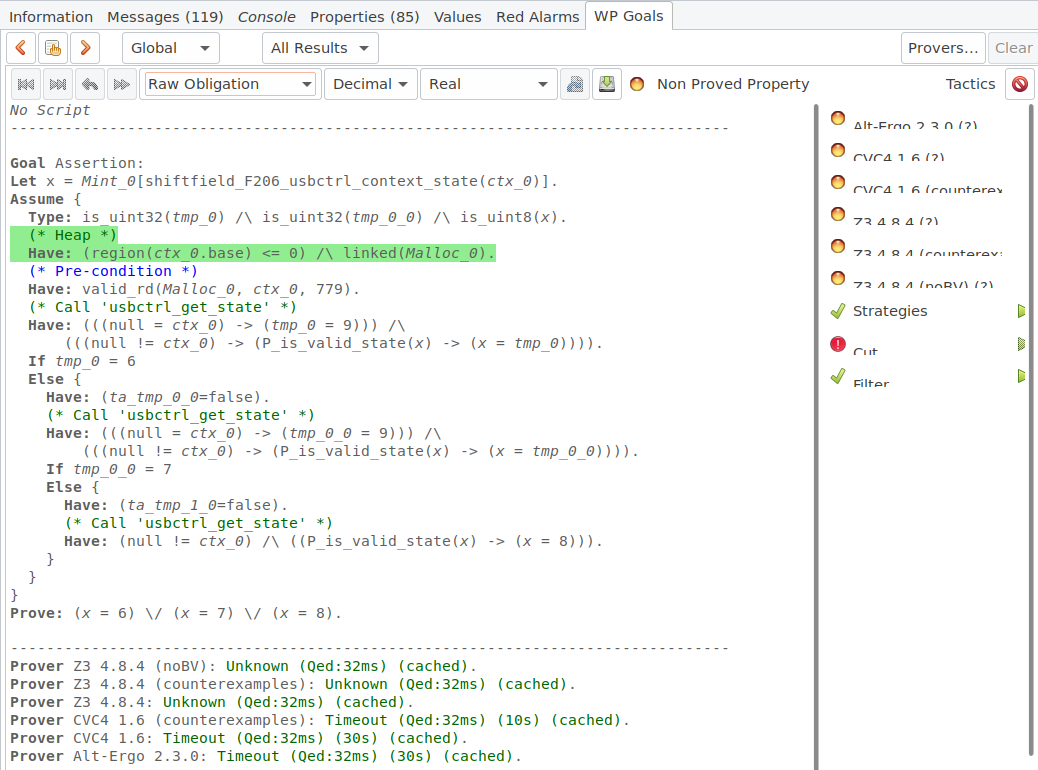 Information Messages (119) Console Properties (85) Values Red Alarms WP Goals
Global All Results Provers... Clear
Raw Obligation Decimal Real Non Proved Property Tactics
No Script
--------------------------------------------------------------------------------
Goal Assertion:
Let x = Mint_0[shiftfield_F206_usbctrl_context_state(ctx_0)].
Assume {
Type: is_uint32(tmp_0) /\ is_uint32(tmp_0_0) /\ is_uint8(x).
(* Heap *)
Have: (region(ctx_0.base) <= 0) /\ linked(Malloc_0).
(* Pre-condition *)
Have: valid_rd(Malloc_0, ctx_0, 779).
(* Call 'usbctrl_get_state' *)
Have: (((null = ctx_0) -> (tmp_0 = 9))) /\
(((null != ctx_0) -> (P_is_valid_state(x) -> (x = tmp_0)))).
If tmp_0 = 6
Else {
Have: (ta_tmp_0_0=false).
(* Call 'usbctrl_get_state' *)
Have: (((null = ctx_0) -> (tmp_0_0 = 9))) /\
(((null != ctx_0) -> (P_is_valid_state(x) -> (x = tmp_0_0)))).
If tmp_0_0 = 7
Else {
Have: (ta_tmp_1_0=false).
(* Call 'usbctrl_get_state' *)
Have: (null != ctx_0) /\ ((P_is_valid_state(x) -> (x = 8))).
}
}
}
Prove: (x = 6) \/ (x = 7) \/ (x = 8).
--------------------------------------------------------------------------------
Prover Z3 4.8.4 (noBV): Unknown (Qed:32ms) (cached).
Prover Z3 4.8.4 (counterexamples): Unknown (Qed:32ms) (cached).
Prover Z3 4.8.4: Unknown (Qed:32ms) (cached).
Prover CVC4 1.6 (counterexamples): Timeout (Qed:32ms) (10s) (cached).
Prover CVC4 1.6: Timeout (Qed:32ms) (30s) (cached).
Prover Alt-Ergo 2.3.0: Timeout (Qed:32ms) (30s) (cached).
Alt-Ergo 2.3.0 (?)
CVC4 1.6 (?)
CVC4 1.6 (counterex
Z3 4.8.4 (?)
Z3 4.8.4 (counterex
Z3 4.8.4 (noBV) (?)
Strategies
Cut
Filter